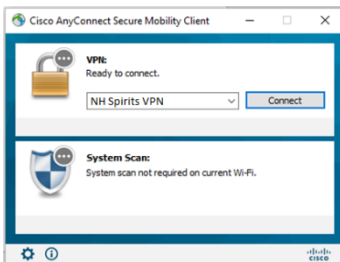 Cisco AnyConnect Secure Mobility Client
VPN:
Ready to connect.
NH Spirits VPN
Connect
System Scan:
System scan not required on current Wi-Fi.
CISCO